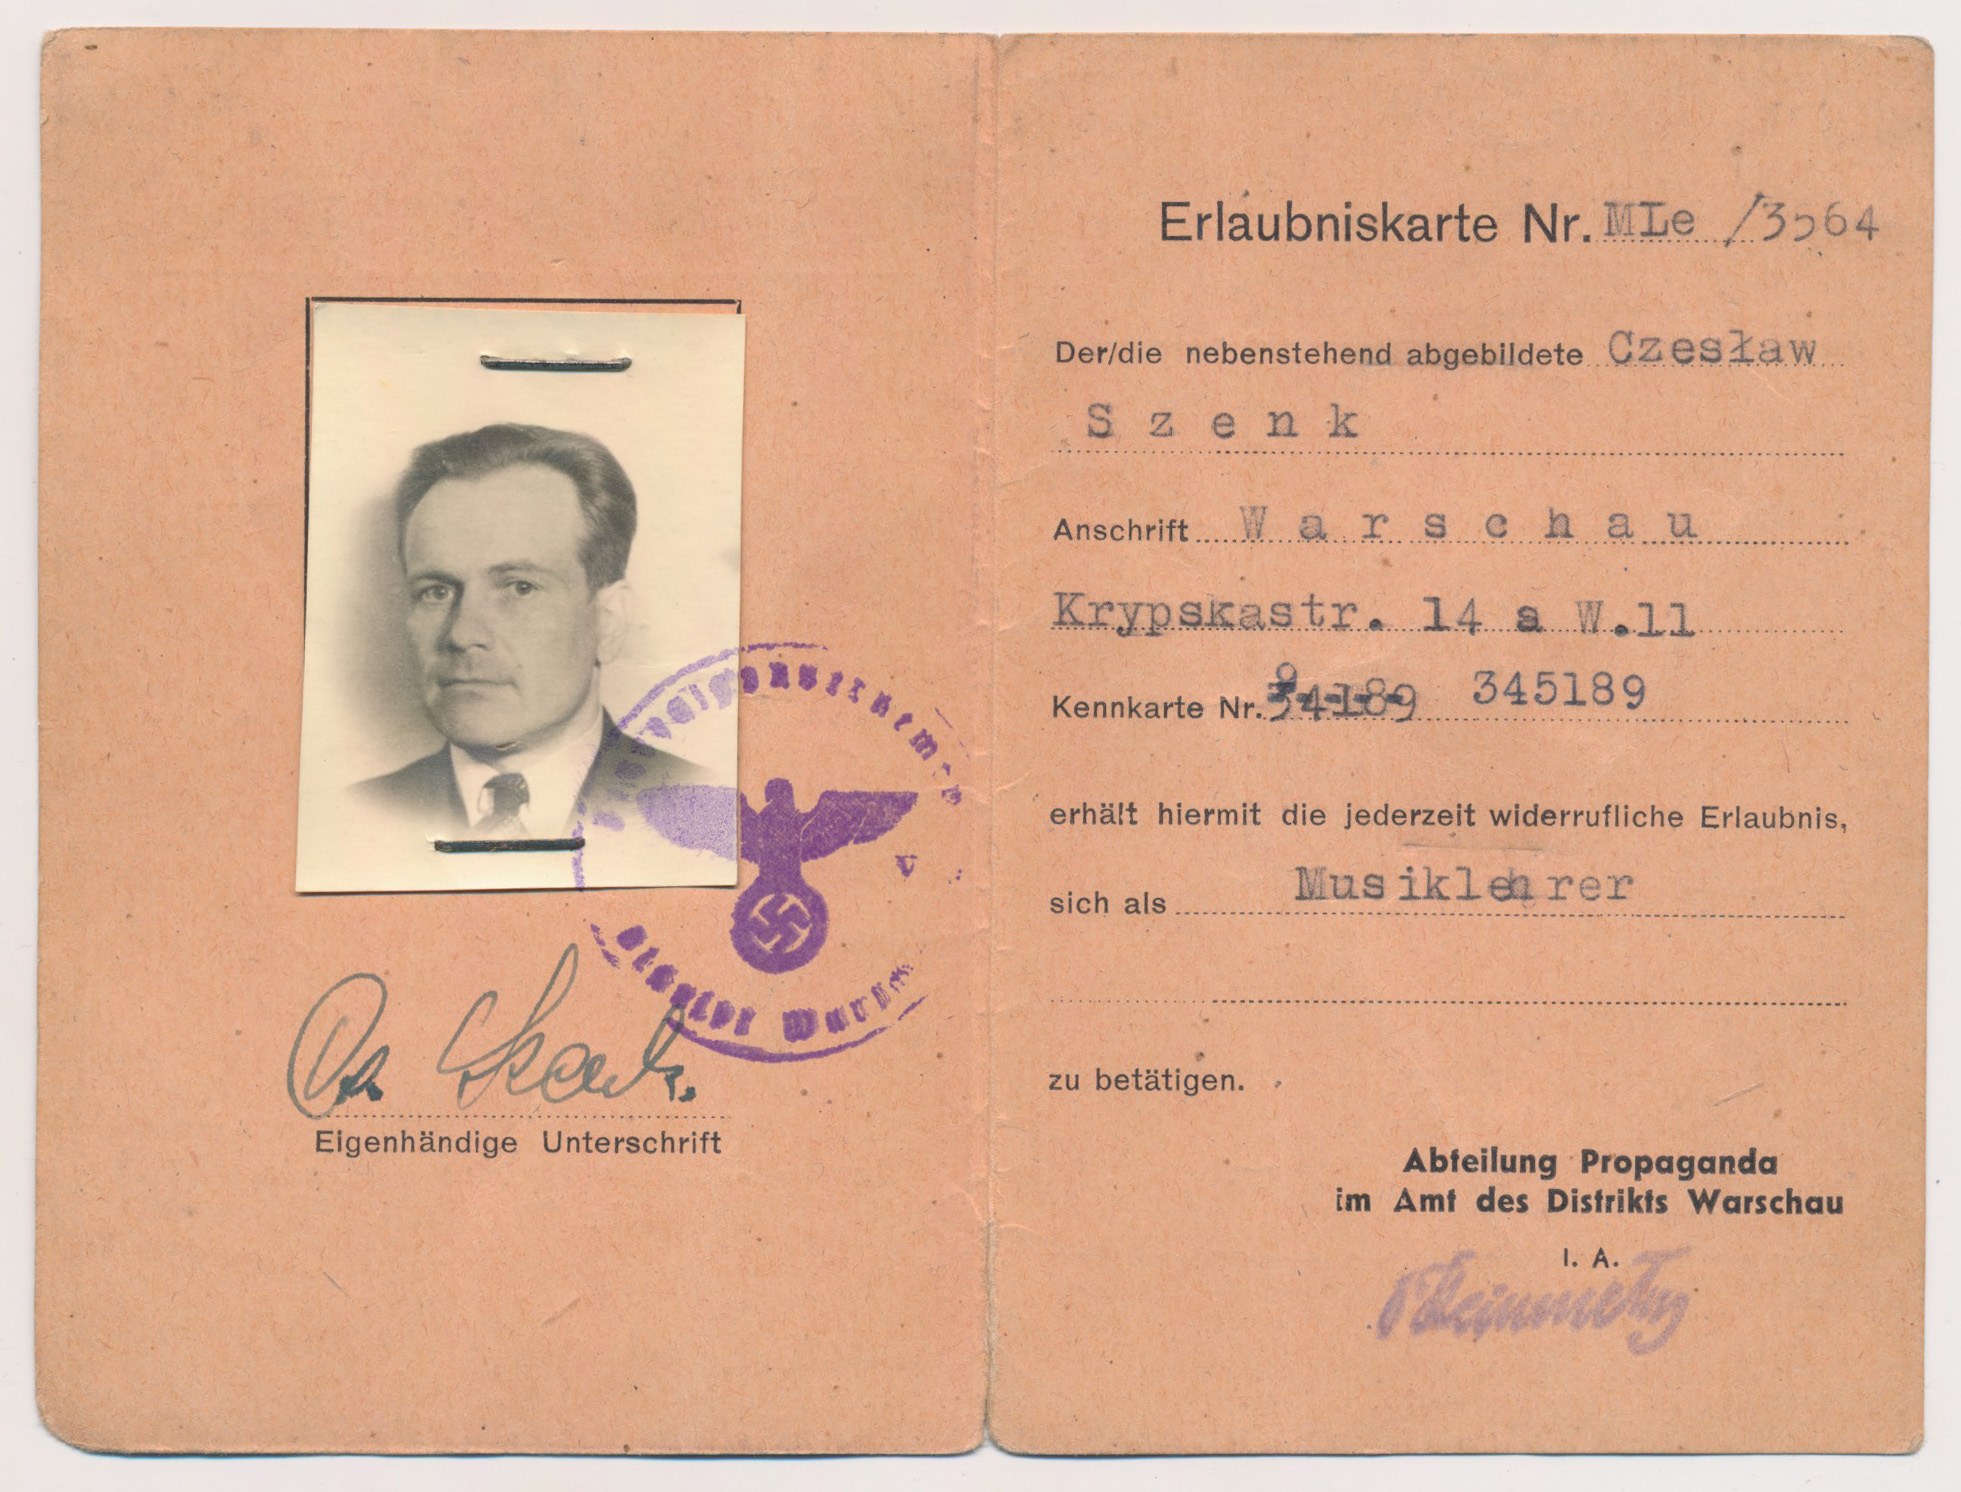 Eigenhändige Unterschrift
Erlaubniskarte Nr. MLe /3564
Der/die nebenstehend abgebildete Czesław
Szenk
Anschrift Warschau
Krypskastr. 14 a W.11
Kennkarte Nr. 345189
erhält hiermit die jederzeit widerrufliche Erlaubnis,
sich als Musiklehrer
zu betätigen.
Abteilung Propaganda
im Amt des Distrikts Warschau
I. A.